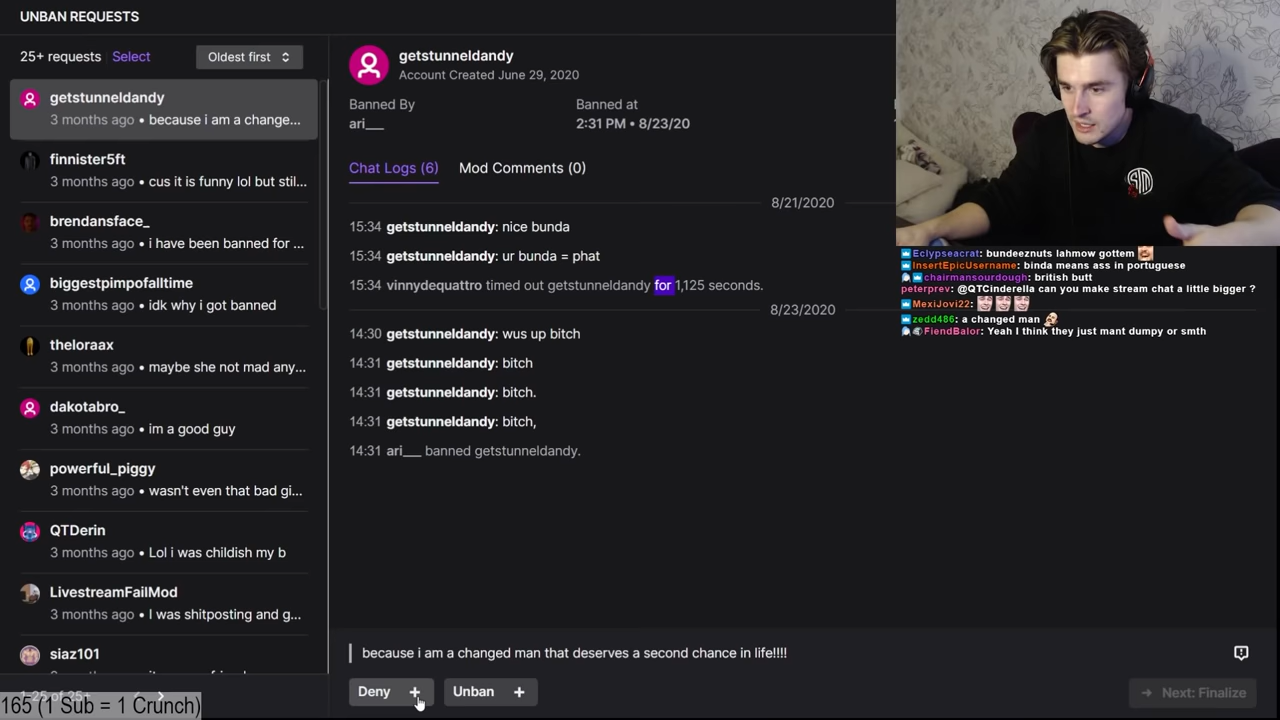 UNBAN REQUESTS
25+ requests Select Oldest first
getstunneldandy
3 months ago • because i am a change...
finnister5ft
3 months ago • cus it is funny lol but stil...
brendansface_
3 months ago • i have been banned for ...
biggestpimpofalltime
3 months ago • idk why i got banned
theloraax
3 months ago • maybe she not mad any...
dakotabro_
3 months ago • im a good guy
powerful_piggy
3 months ago • wasn't even that bad gi...
QTDerin
3 months ago • Lol i was childish my b
LivestreamFailMod
3 months ago • I was shitposting and g...
siaz101
165 (1 Sub = 1 Crunch)
getstunneldandy
Account Created June 29, 2020
Banned By
ari___
Banned at
2:31 PM • 8/23/20
Chat Logs (6) Mod Comments (0)
8/21/2020
15:34 getstunneldandy: nice bunda
15:34 getstunneldandy: ur bunda = phat
15:34 vinnydequattro timed out getstunneldandy for 1,125 seconds.
8/23/2020
14:30 getstunneldandy: wus up bitch
14:31 getstunneldandy: bitch
14:31 getstunneldandy: bitch.
14:31 getstunneldandy: bitch,
14:31 ari___ banned getstunneldandy.
because i am a changed man that deserves a second chance in life!!!!
Deny + Unban +
Next: Finalize
TSM
Eclypseacrat: bundeeznuts lahmow gottem
InsertEpicUsername: binda means ass in portuguese
chairmansourdough: british butt
peterprev: @QTCinderella can you make stream chat a little bigger ?
MexiJovi22:
zedd486: a changed man
FiendBalor: Yeah I think they just mant dumpy or smth